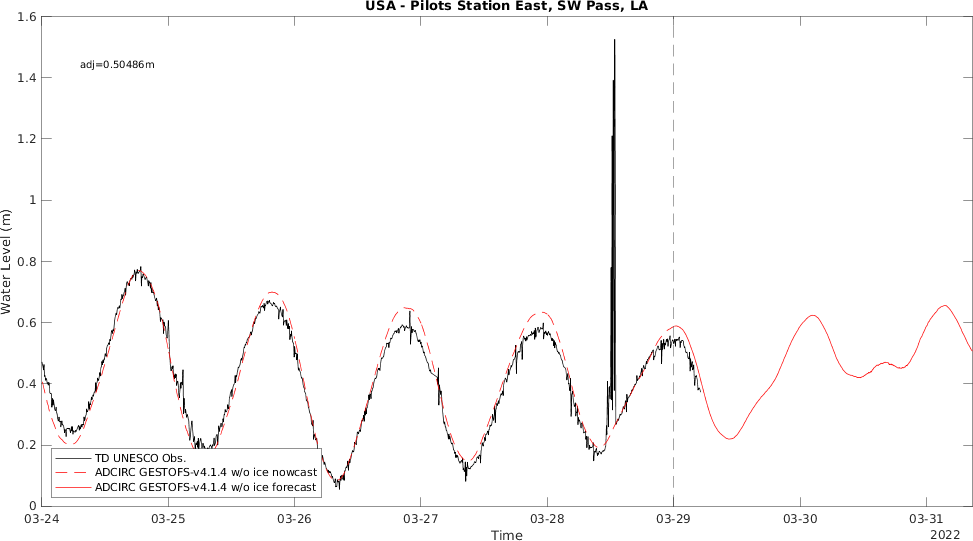 USA - Pilots Station East, SW Pass, LA
adj=0.50486m
1.6
1.4
1.2
1
0.8
0.6
0.4
0.2
0
Water Level (m)
TD UNESCO Obs.
ADCIRC GESTOFS-v4.1.4 w/o ice nowcast
ADCIRC GESTOFS-v4.1.4 w/o ice forecast
03-24 03-25 03-26 03-27 03-28 03-29 03-30 03-31
Time
2022